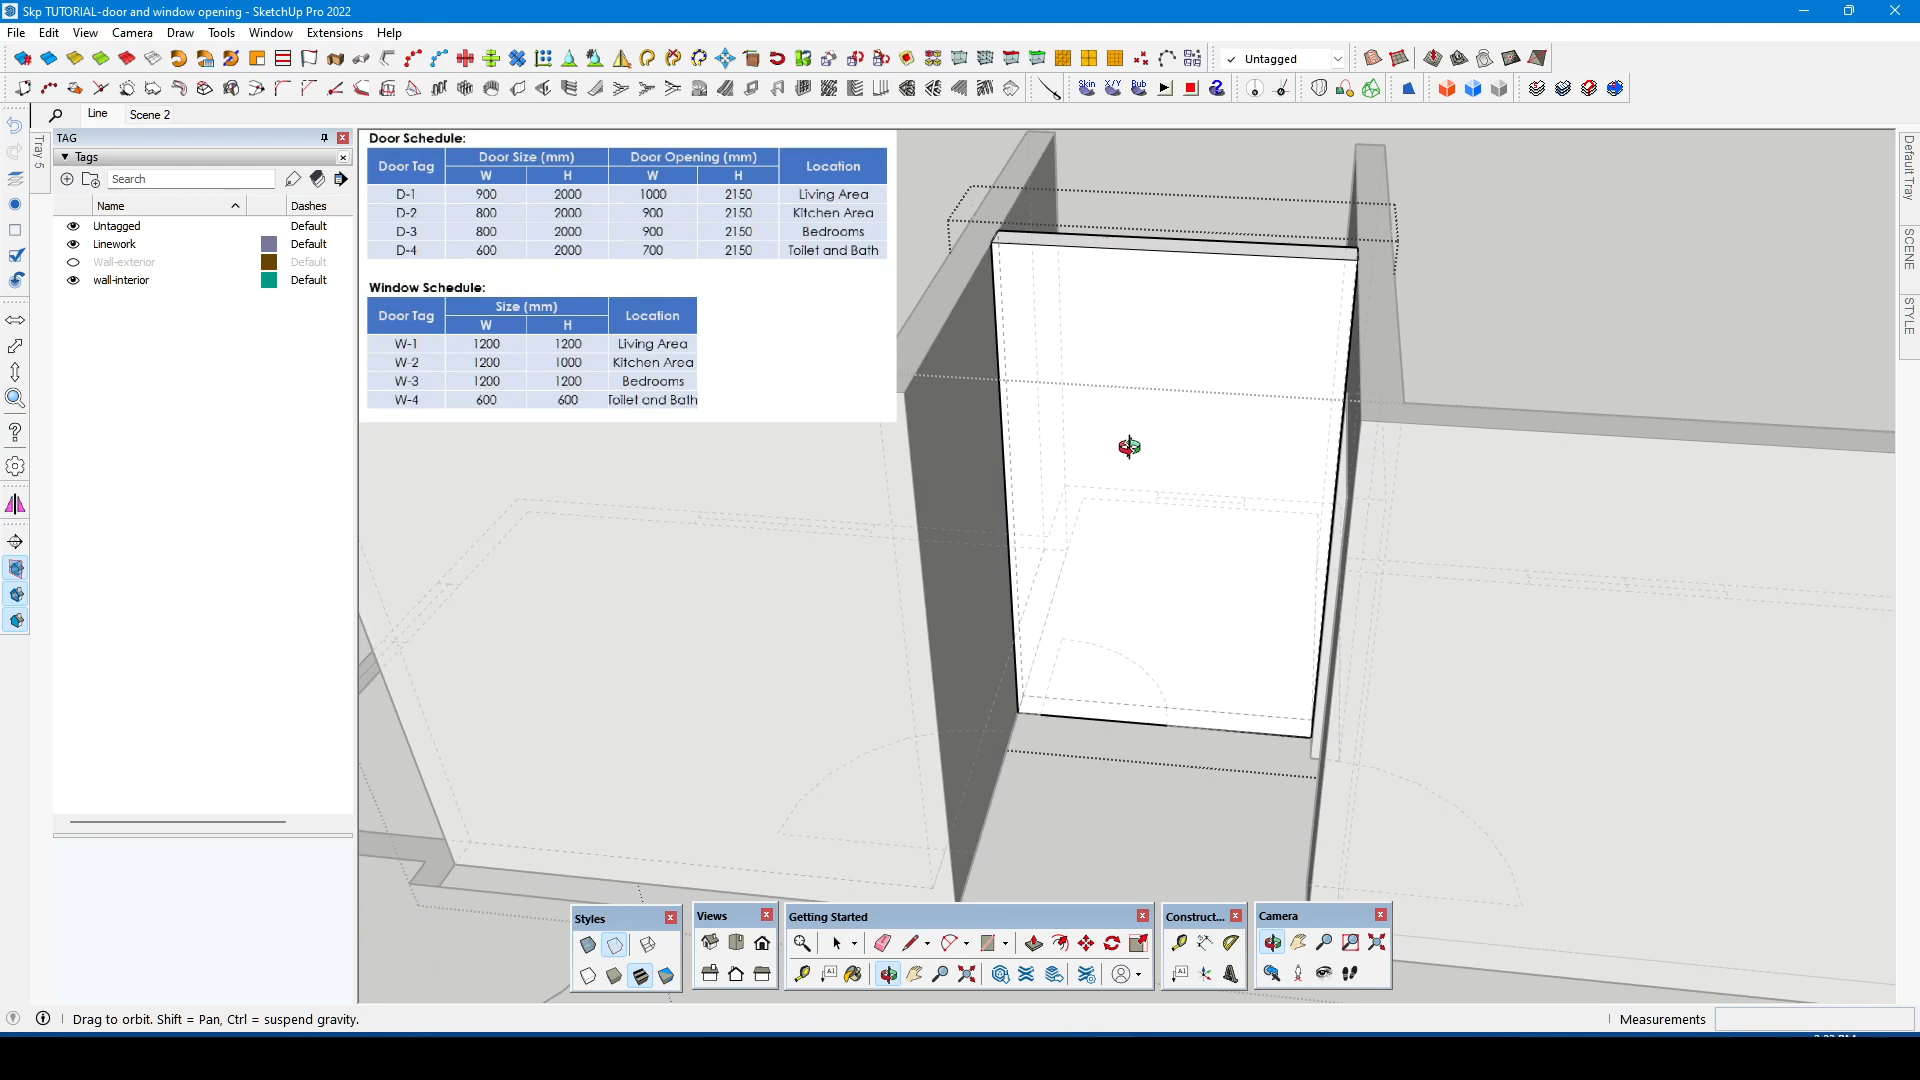 Skp TUTORIAL-door and window opening - SketchUp Pro 2022
File Edit View Camera Draw Tools Window Extensions Help
Untagged
Skin X/Y Bub
Line Scene 2
TAG
Tray 5
Tags
Search
Name Dashes
Untagged Default
Linework Default
Wall-exterior Default
wall-interior Default
Door Schedule:
Door Tag Door Size (mm) Door Opening (mm) Location
W H W H
D-1 900 2000 1000 2150 Living Area
D-2 800 2000 900 2150 Kitchen Area
D-3 800 2000 900 2150 Bedrooms
D-4 600 2000 700 2150 Toilet and Bath
Window Schedule:
Door Tag Size (mm) Location
W H
W-1 1200 1200 Living Area
W-2 1200 1000 Kitchen Area
W-3 1200 1200 Bedrooms
W-4 600 600 Toilet and Bath
Default Tray
SCENE
STYLE
Styles
Views
Getting Started
Construct...
Camera
Drag to orbit. Shift = Pan, Ctrl = suspend gravity.
Measurements